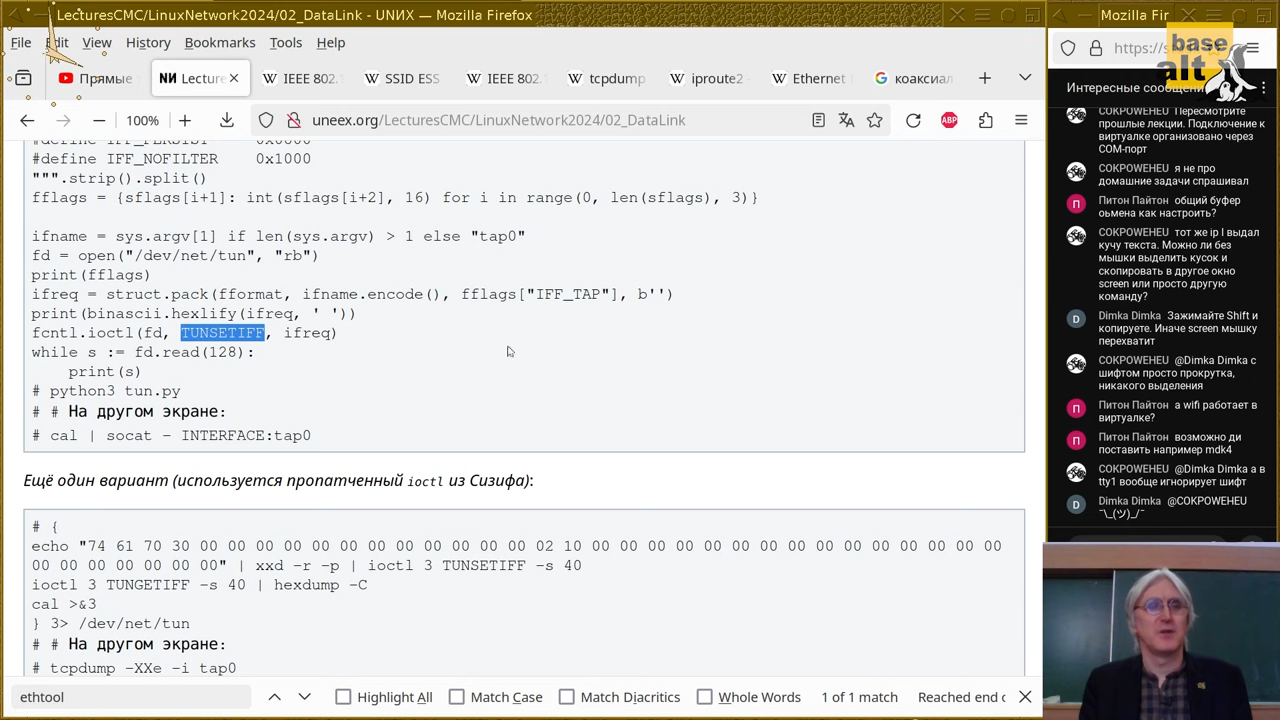 LecturesCMC/LinuxNetwork2024/02_DataLink - UNИX — Mozilla Firefox
File Edit View History Bookmarks Tools Help
Прямые
Lecture
IEEE 802.1
SSID ESS
IEEE 802.
tcpdump
iproute2 -
Ethernet
коаксиал
100%
uneex.org/LecturesCMC/LinuxNetwork2024/02_DataLink
#define IFF_NOFILTER 0x1000
""".strip().split()
fflags = {sflags[i+1]: int(sflags[i+2], 16) for i in range(0, len(sflags), 3)}
ifname = sys.argv[1] if len(sys.argv) > 1 else "tap0"
fd = open("/dev/net/tun", "rb")
print(fflags)
ifreq = struct.pack(fformat, ifname.encode(), fflags["IFF_TAP"], b'')
print(binascii.hexlify(ifreq, ' '))
fcntl.ioctl(fd, TUNSETIFF, ifreq)
while s := fd.read(128):
print(s)
# python3 tun.py
# # На другом экране:
# cal | socat - INTERFACE:tap0
Ещё один вариант (используется пропатченный ioctl из Сизифа):
# {
echo "74 61 70 30 00 00 00 00 00 00 00 00 00 00 00 00 02 10 00 00 00 00 00 00 00 00 00 00 00 00 00 00 00
00 00 00 00 00 00 00" | xxd -r -p | ioctl 3 TUNSETIFF -s 40
ioctl 3 TUNGETIFF -s 40 | hexdump -C
cal >&3
} 3> /dev/net/tun
# # На другом экране:
# tcpdump -XXe -i tap0
ethtool
Highlight All
Match Case
Match Diacritics
Whole Words
1 of 1 match
Mozilla Fir
https://s
base
alt
Интересные сообщени
COKPOWEHEU Пересмотрите
прошлые лекции. Подключение к
виртуалке организовано через
COM-порт
COKPOWEHEU я не про
домашние задачи спрашивал
П
Питон Пайтон общий буфер
оьмена как настроить?
COKPOWEHEU тот же ip l выдал
кучу текста. Можно ли без
мышки выделить кусок и
скопировать в другое окно
screen или просто другую
команду?
D
Dimka Dimka Зажимайте Shift и
копируете. Иначе screen мышку
перехватит
COKPOWEHEU @Dimka Dimka с
шифтом просто прокрутка,
никакого выделения
П
Питон Пайтон а wifi работает в
виртуалке?
П
Питон Пайтон возможно ди
поставить например mdk4
COKPOWEHEU @Dimka Dimka а в
tty1 вообще игнорирует шифт
D
Dimka Dimka @COKPOWEHEU
¯\_(ツ)_/¯